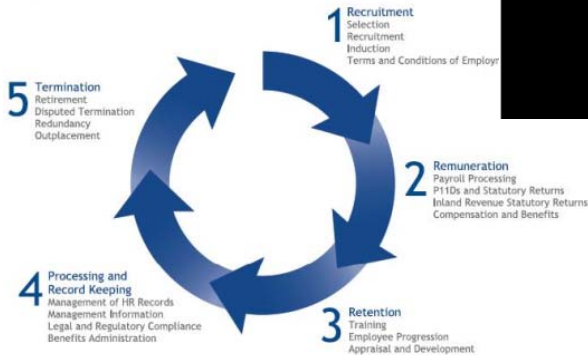 1 Recruitment
Selection
Recruitment
Induction
Terms and Conditions of Employr
2 Remuneration
Payroll Processing
P11Ds and Statutory Returns
Inland Revenue Statutory Returns
Compensation and Benefits
3 Retention
Training
Employee Progression
Appraisal and Development
4 Processing and
Record Keeping
Management of HR Records
Management Information
Legal and Regulatory Compliance
Benefits Administration
5 Termination
Retirement
Disputed Termination
Redundancy
Outplacement